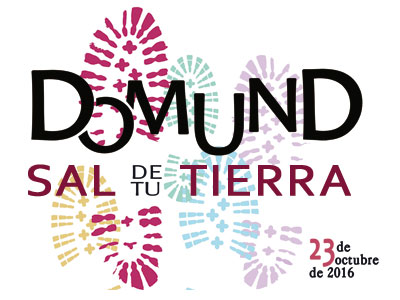 DOMUND
SAL DE TU TIERRA
23 de octubre
de 2016